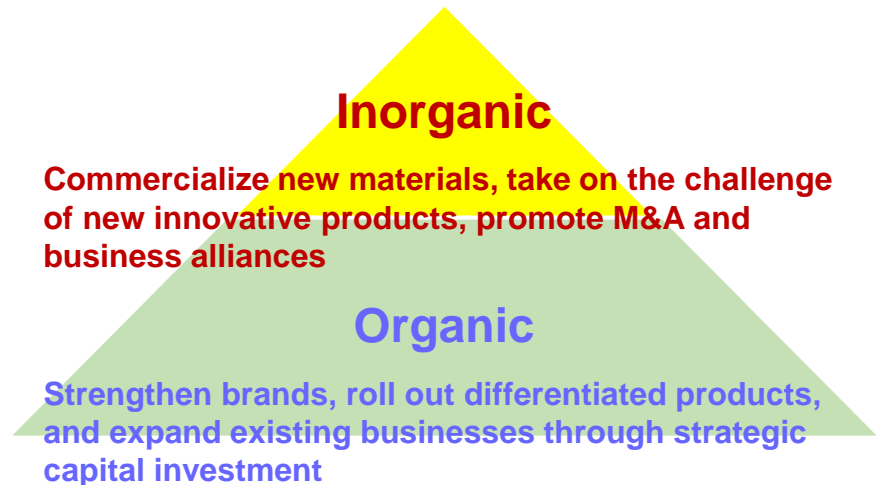 Inorganic
Commercialize new materials, take on the challenge
of new innovative products, promote M&A and
business alliances
Organic
Strengthen brands, roll out differentiated products,
and expand existing businesses through strategic
capital investment